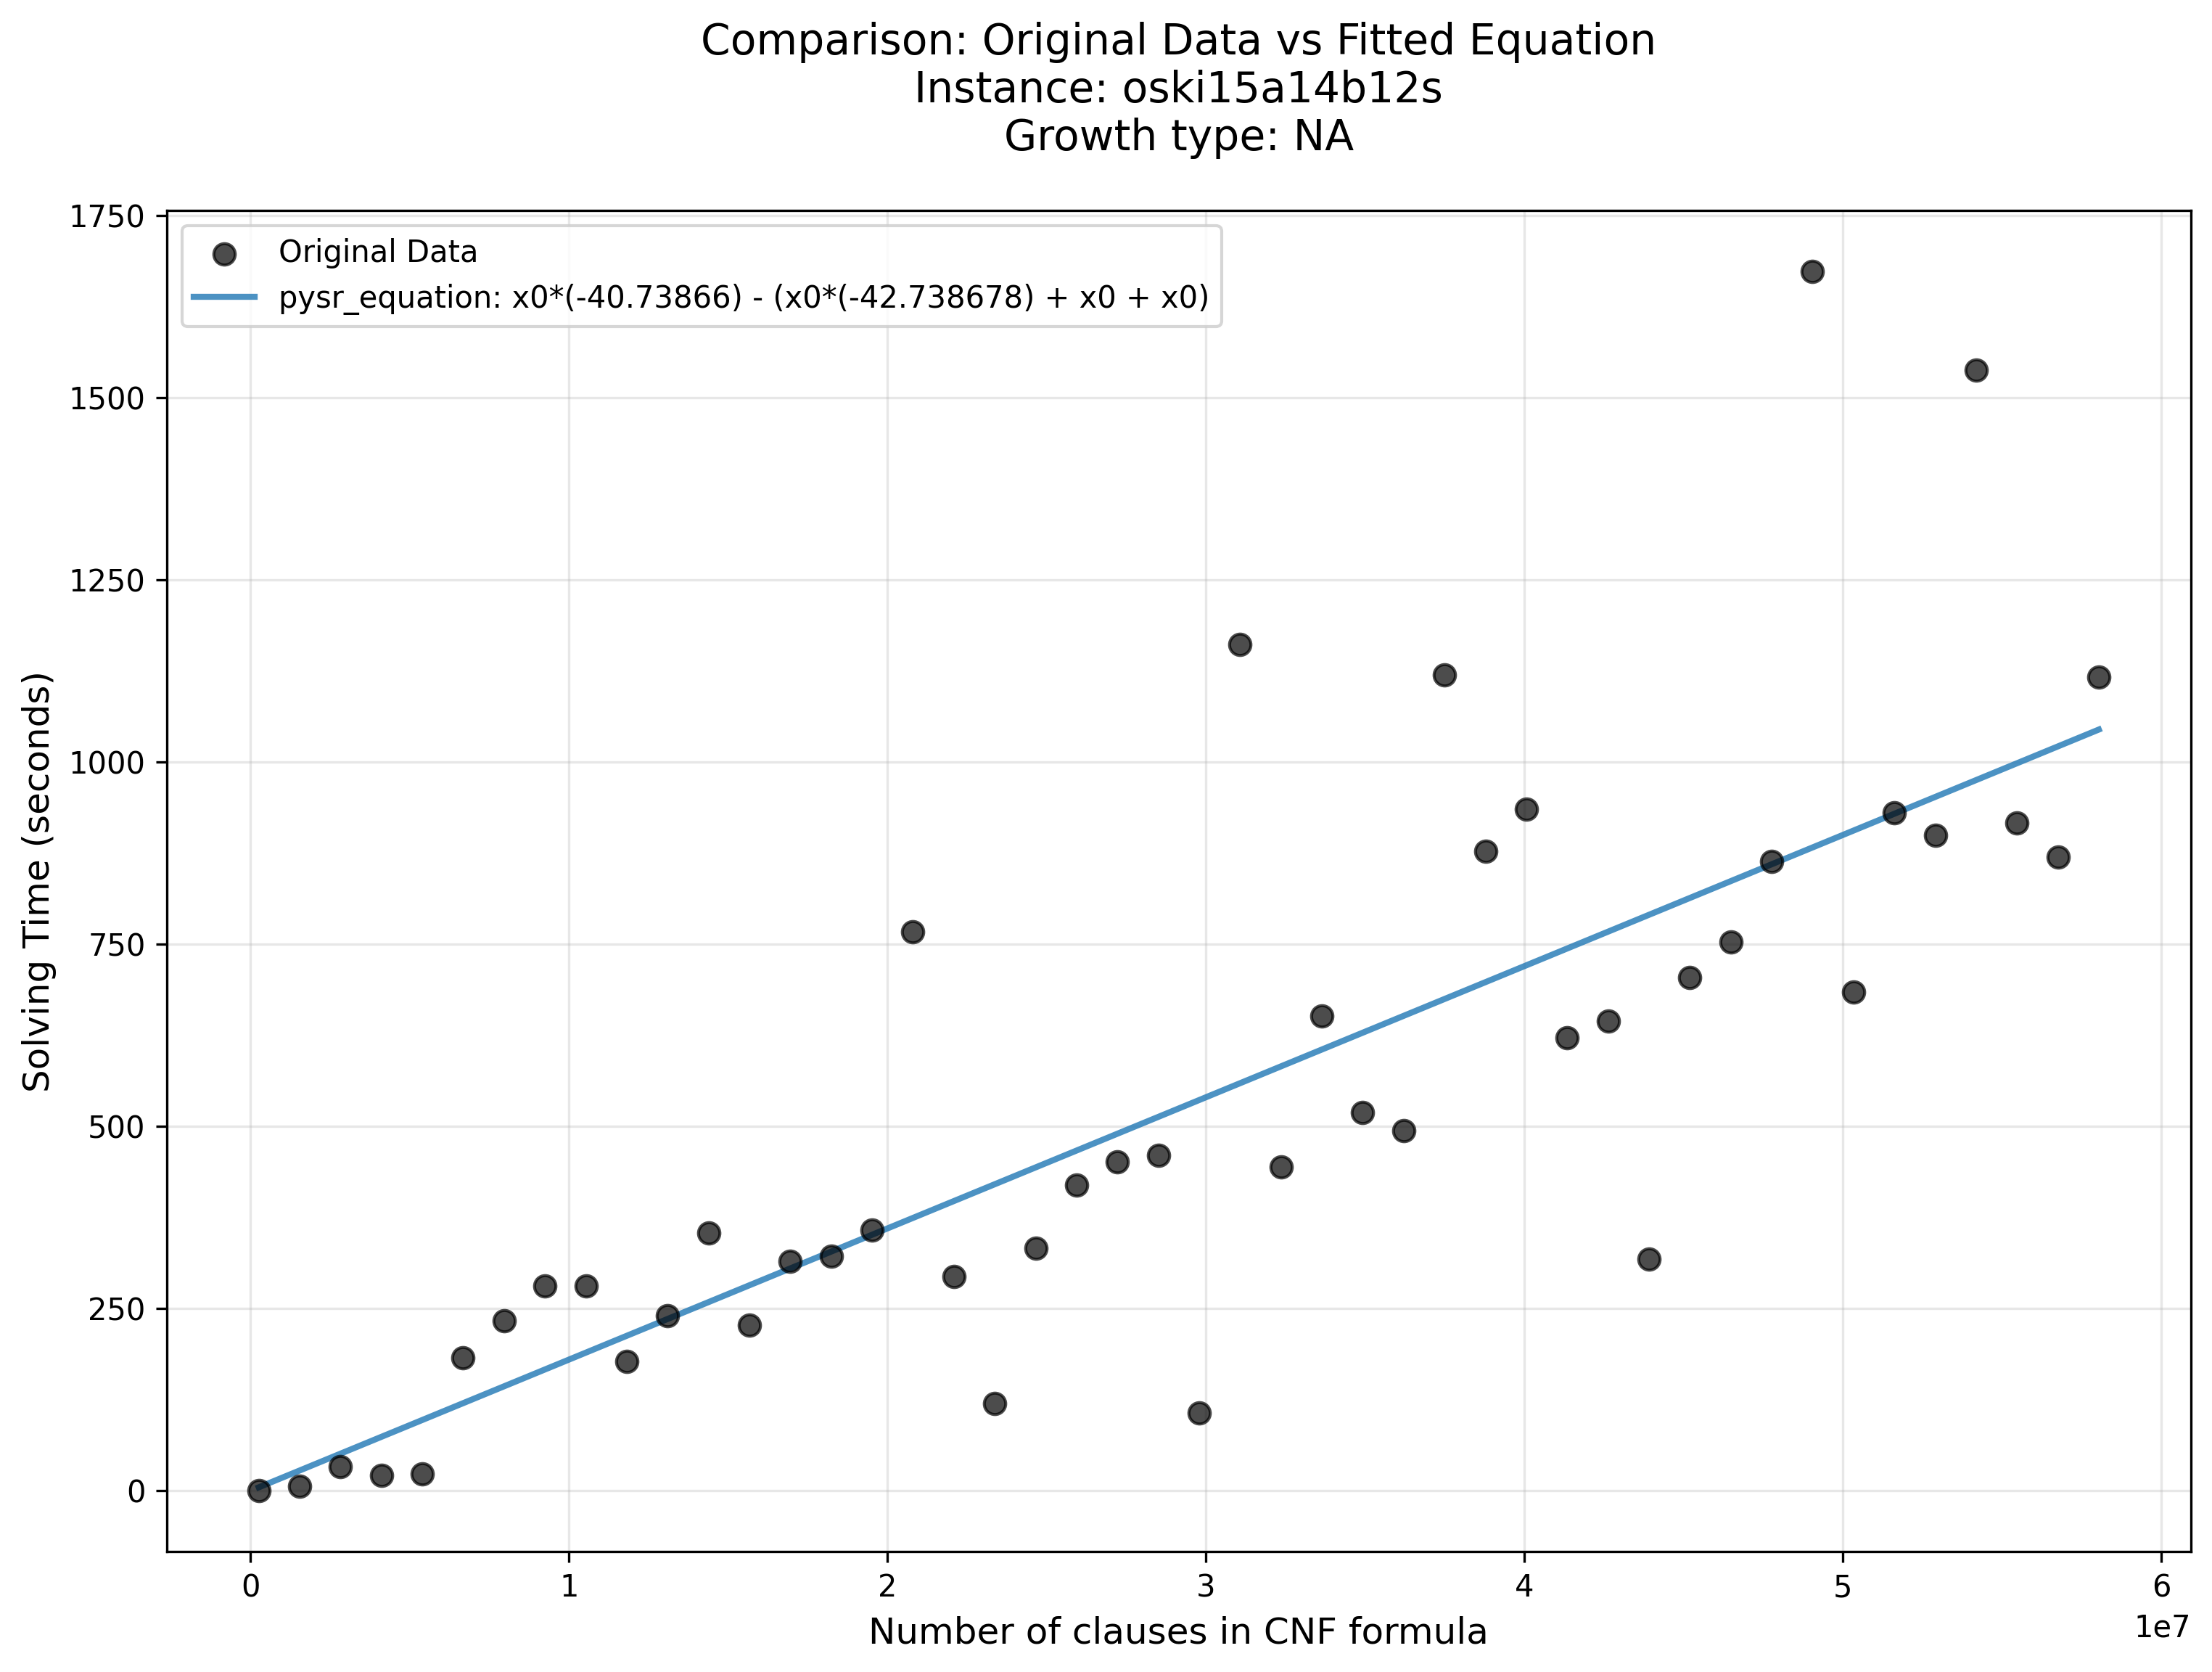 Comparison: Original Data vs Fitted Equation
Instance: oski15a14b12s
Growth type: NA
Original Data
pysr_equation: x0*(-40.73866) - (x0*(-42.738678) + x0 + x0)
Solving Time (seconds)
1750
1500
1250
1000
750
500
250
0
0 1 2 3 4 5 6
1e7
Number of clauses in CNF formula